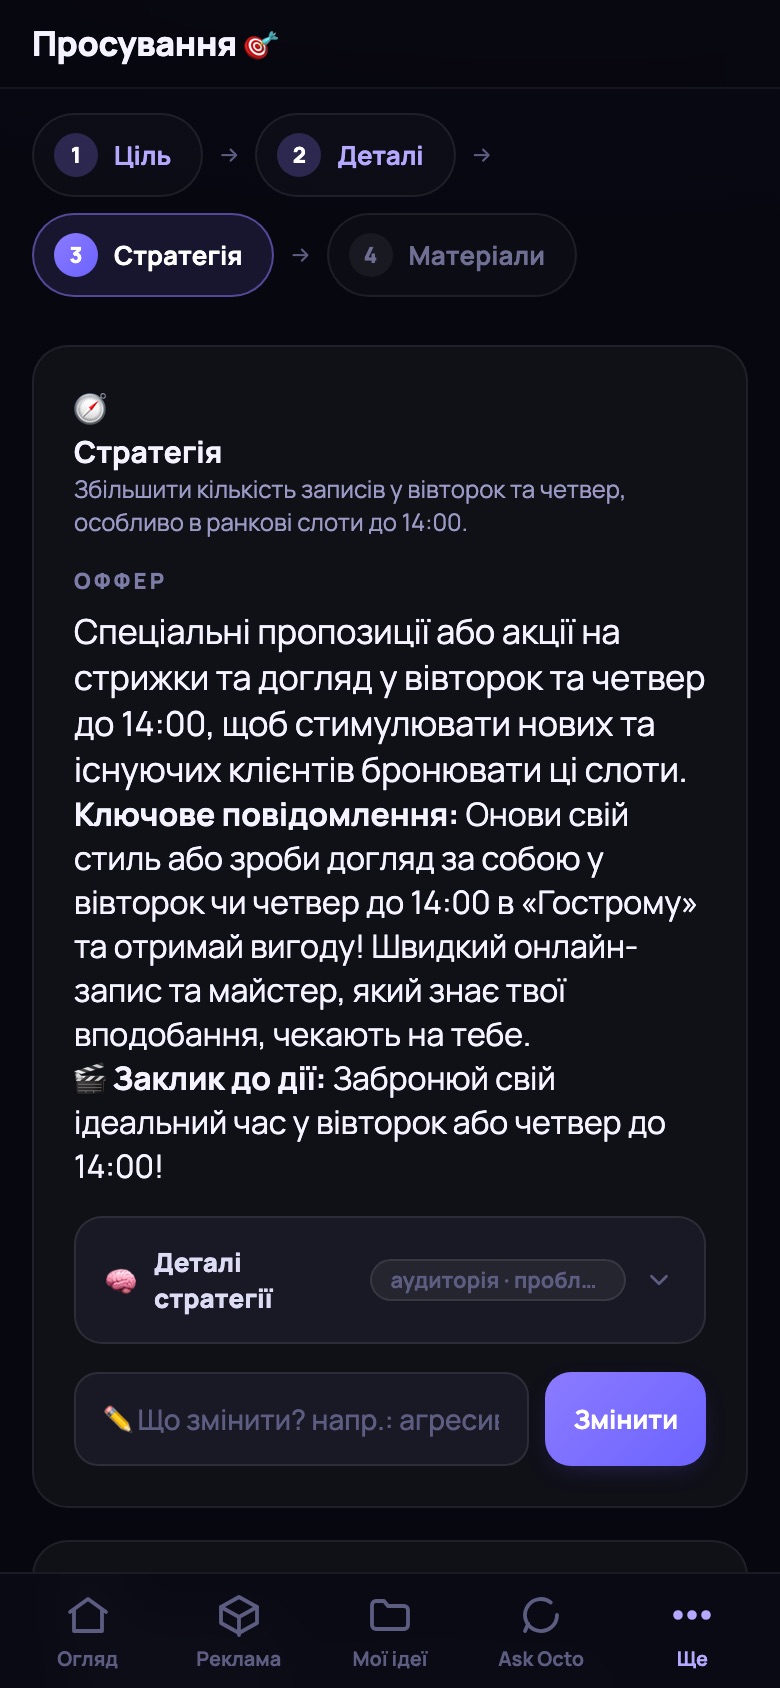 Просування
1 Ціль → 2 Деталі →
3 Стратегія → 4 Матеріали
Стратегія
Збільшити кількість записів у вівторок та четвер,
особливо в ранкові слоти до 14:00.
ОФФЕР
Спеціальні пропозиції або акції на
стрижки та догляд у вівторок та четвер
до 14:00, щоб стимулювати нових та
існуючих клієнтів бронювати ці слоти.
Ключове повідомлення: Онови свій
стиль або зроби догляд за собою у
вівторок чи четвер до 14:00 в «Гострому»
та отримай вигоду! Швидкий онлайн-
запис та майстер, який знає твої
вподобання, чекають на тебе.
Заклик до дії: Забронюй свій
ідеальний час у вівторок або четвер до
14:00!
Деталі
стратегії
аудиторія · пробл...
Що змінити? напр.: агресив
Змінити
Огляд Реклама Мої ідеї Ask Octo Ще